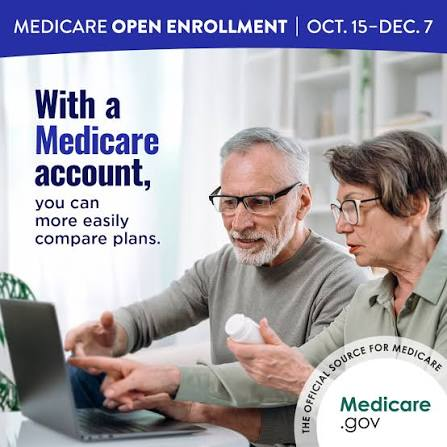 MEDICARE OPEN ENROLLMENT | OCT. 15–DEC. 7
With a
Medicare
account,
you can
more easily
compare plans.
THE OFFICIAL SOURCE FOR MEDICARE
Medicare
.gov